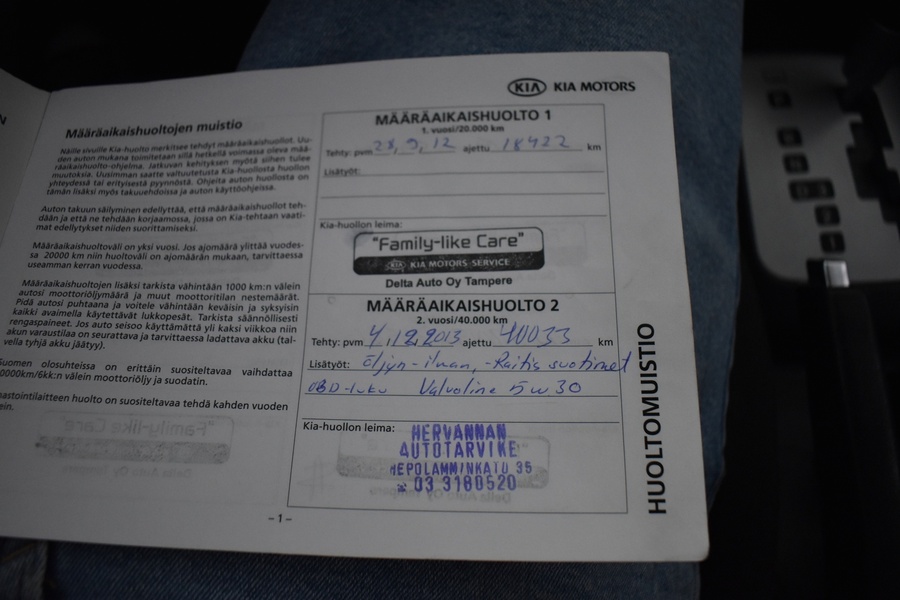 N
KIA KIA MOTORS
Määräaikaishuoltojen muistio
Näille sivuille Kia-huolto merkitsee tehdyt määräaikaishuollot. Uu-
den auton mukana toimitetaan sillä hetkellä voimassa oleva mää-
räaikaishuolto-ohjelma. Jatkuvan kehityksen myötä siihen tulee
muutoksia. Uusimman saatte valtuutetusta Kia-huollosta huollon
yhteydessä tai erityisestä pyynnöstä. Ohjeita auton huollosta on
tämän lisäksi myös takuuehdoissa ja auton käyttöohjeissa.
Auton takuun säilyminen edellyttää, että määräaikaishuollot teh-
dään ja että ne tehdään korjaamossa, jossa on Kia-tehtaan vaati-
mat edellytykset niiden suorittamiseksi.
Määräaikaishuoltoväli on yksi vuosi. Jos ajomäärä ylittää vuodes-
sa 20000 km niin huoltoväli on ajomäärän mukaan, tarvittaessa
useamman kerran vuodessa.
Määräaikaishuoltojen lisäksi tarkista vähintään 1000 km:n välein
autosi moottoriöljymäärä ja muut moottoritilan nestemäärät.
Pidä autosi puhtaana ja voitele vähintään keväisin ja syksyisin
kaikki avaimella käytettävät lukkopesät. Tarkista säännöllisesti
rengaspaineet. Jos auto seisoo käyttämättä yli kaksi viikkoa niin
akun varaustilaa on seurattava ja tarvittaessa ladattava akku (tal-
vella tyhjä akku jäätyy).
Suomen olosuhteissa on erittäin suositeltavaa vaihdattaa
0000km/6kk:n välein moottoriöljy ja suodatin.
mastointilaitteen huolto on suositeltavaa tehdä kahden vuoden
ein.
MÄÄRÄAIKAISHUOLTO 1
1. vuosi/20.000 km
Tehty: pvm 28,9,12 ajettu 18422 km
Lisätyöt:
Kia-huollon leima:
"Family-like Care"
KIA KIA MOTORS SERVICE
Delta Auto Oy Tampere
MÄÄRÄAIKAISHUOLTO 2
2. vuosi/40.000 km
Tehty: pvm 4,12,2013 ajettu 40033 km
Lisätyöt: Öljyn-ilman,-Raitis suotimet
OBD-luku Valvoline 5w30
Kia-huollon leima:
HERVANNAN
AUTOTARVIKE
NEPOLAMMINKATU 35
☎ 03 3180520
HUOLTOMUISTIO
-1-